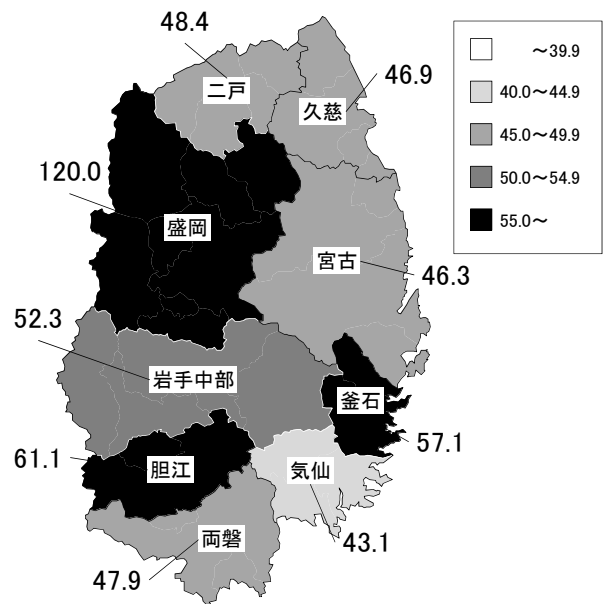 48.4
二戸
46.9
久慈
120.0
盛岡
宮古
46.3
52.3
岩手中部
釜石
57.1
61.1
胆江
気仙
43.1
両磐
47.9
～39.9
40.0～44.9
45.0～49.9
50.0～54.9
55.0～